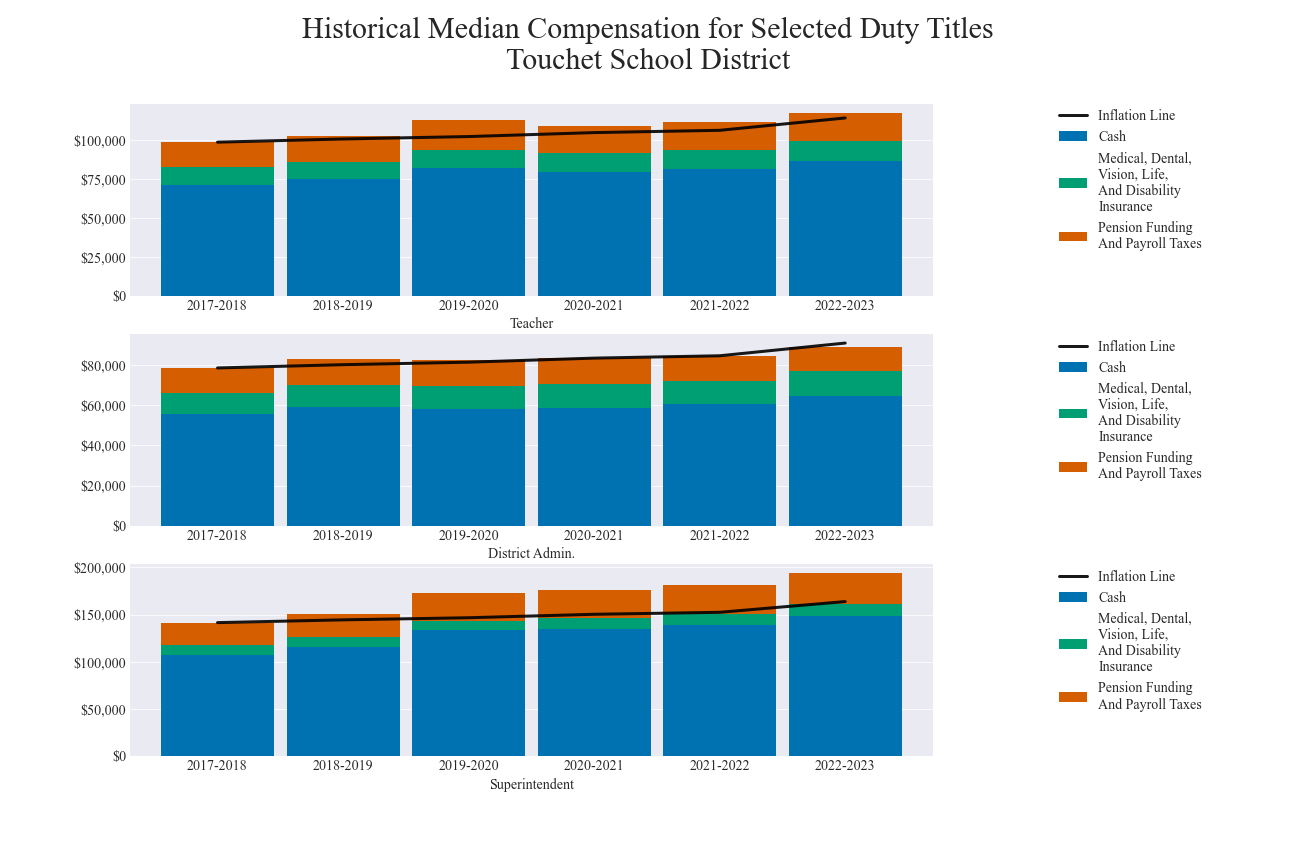 Historical Median Compensation for Selected Duty Titles
Touchet School District
$100,000
$75,000
$50,000
$25,000
$0
2017-2018 2018-2019 2019-2020 2020-2021 2021-2022 2022-2023
Teacher
Inflation Line
Cash
Medical, Dental,
Vision, Life,
And Disability
Insurance
Pension Funding
And Payroll Taxes
$80,000
$60,000
$40,000
$20,000
$0
2017-2018 2018-2019 2019-2020 2020-2021 2021-2022 2022-2023
District Admin.
Inflation Line
Cash
Medical, Dental,
Vision, Life,
And Disability
Insurance
Pension Funding
And Payroll Taxes
$200,000
$150,000
$100,000
$50,000
$0
2017-2018 2018-2019 2019-2020 2020-2021 2021-2022 2022-2023
Superintendent
Inflation Line
Cash
Medical, Dental,
Vision, Life,
And Disability
Insurance
Pension Funding
And Payroll Taxes